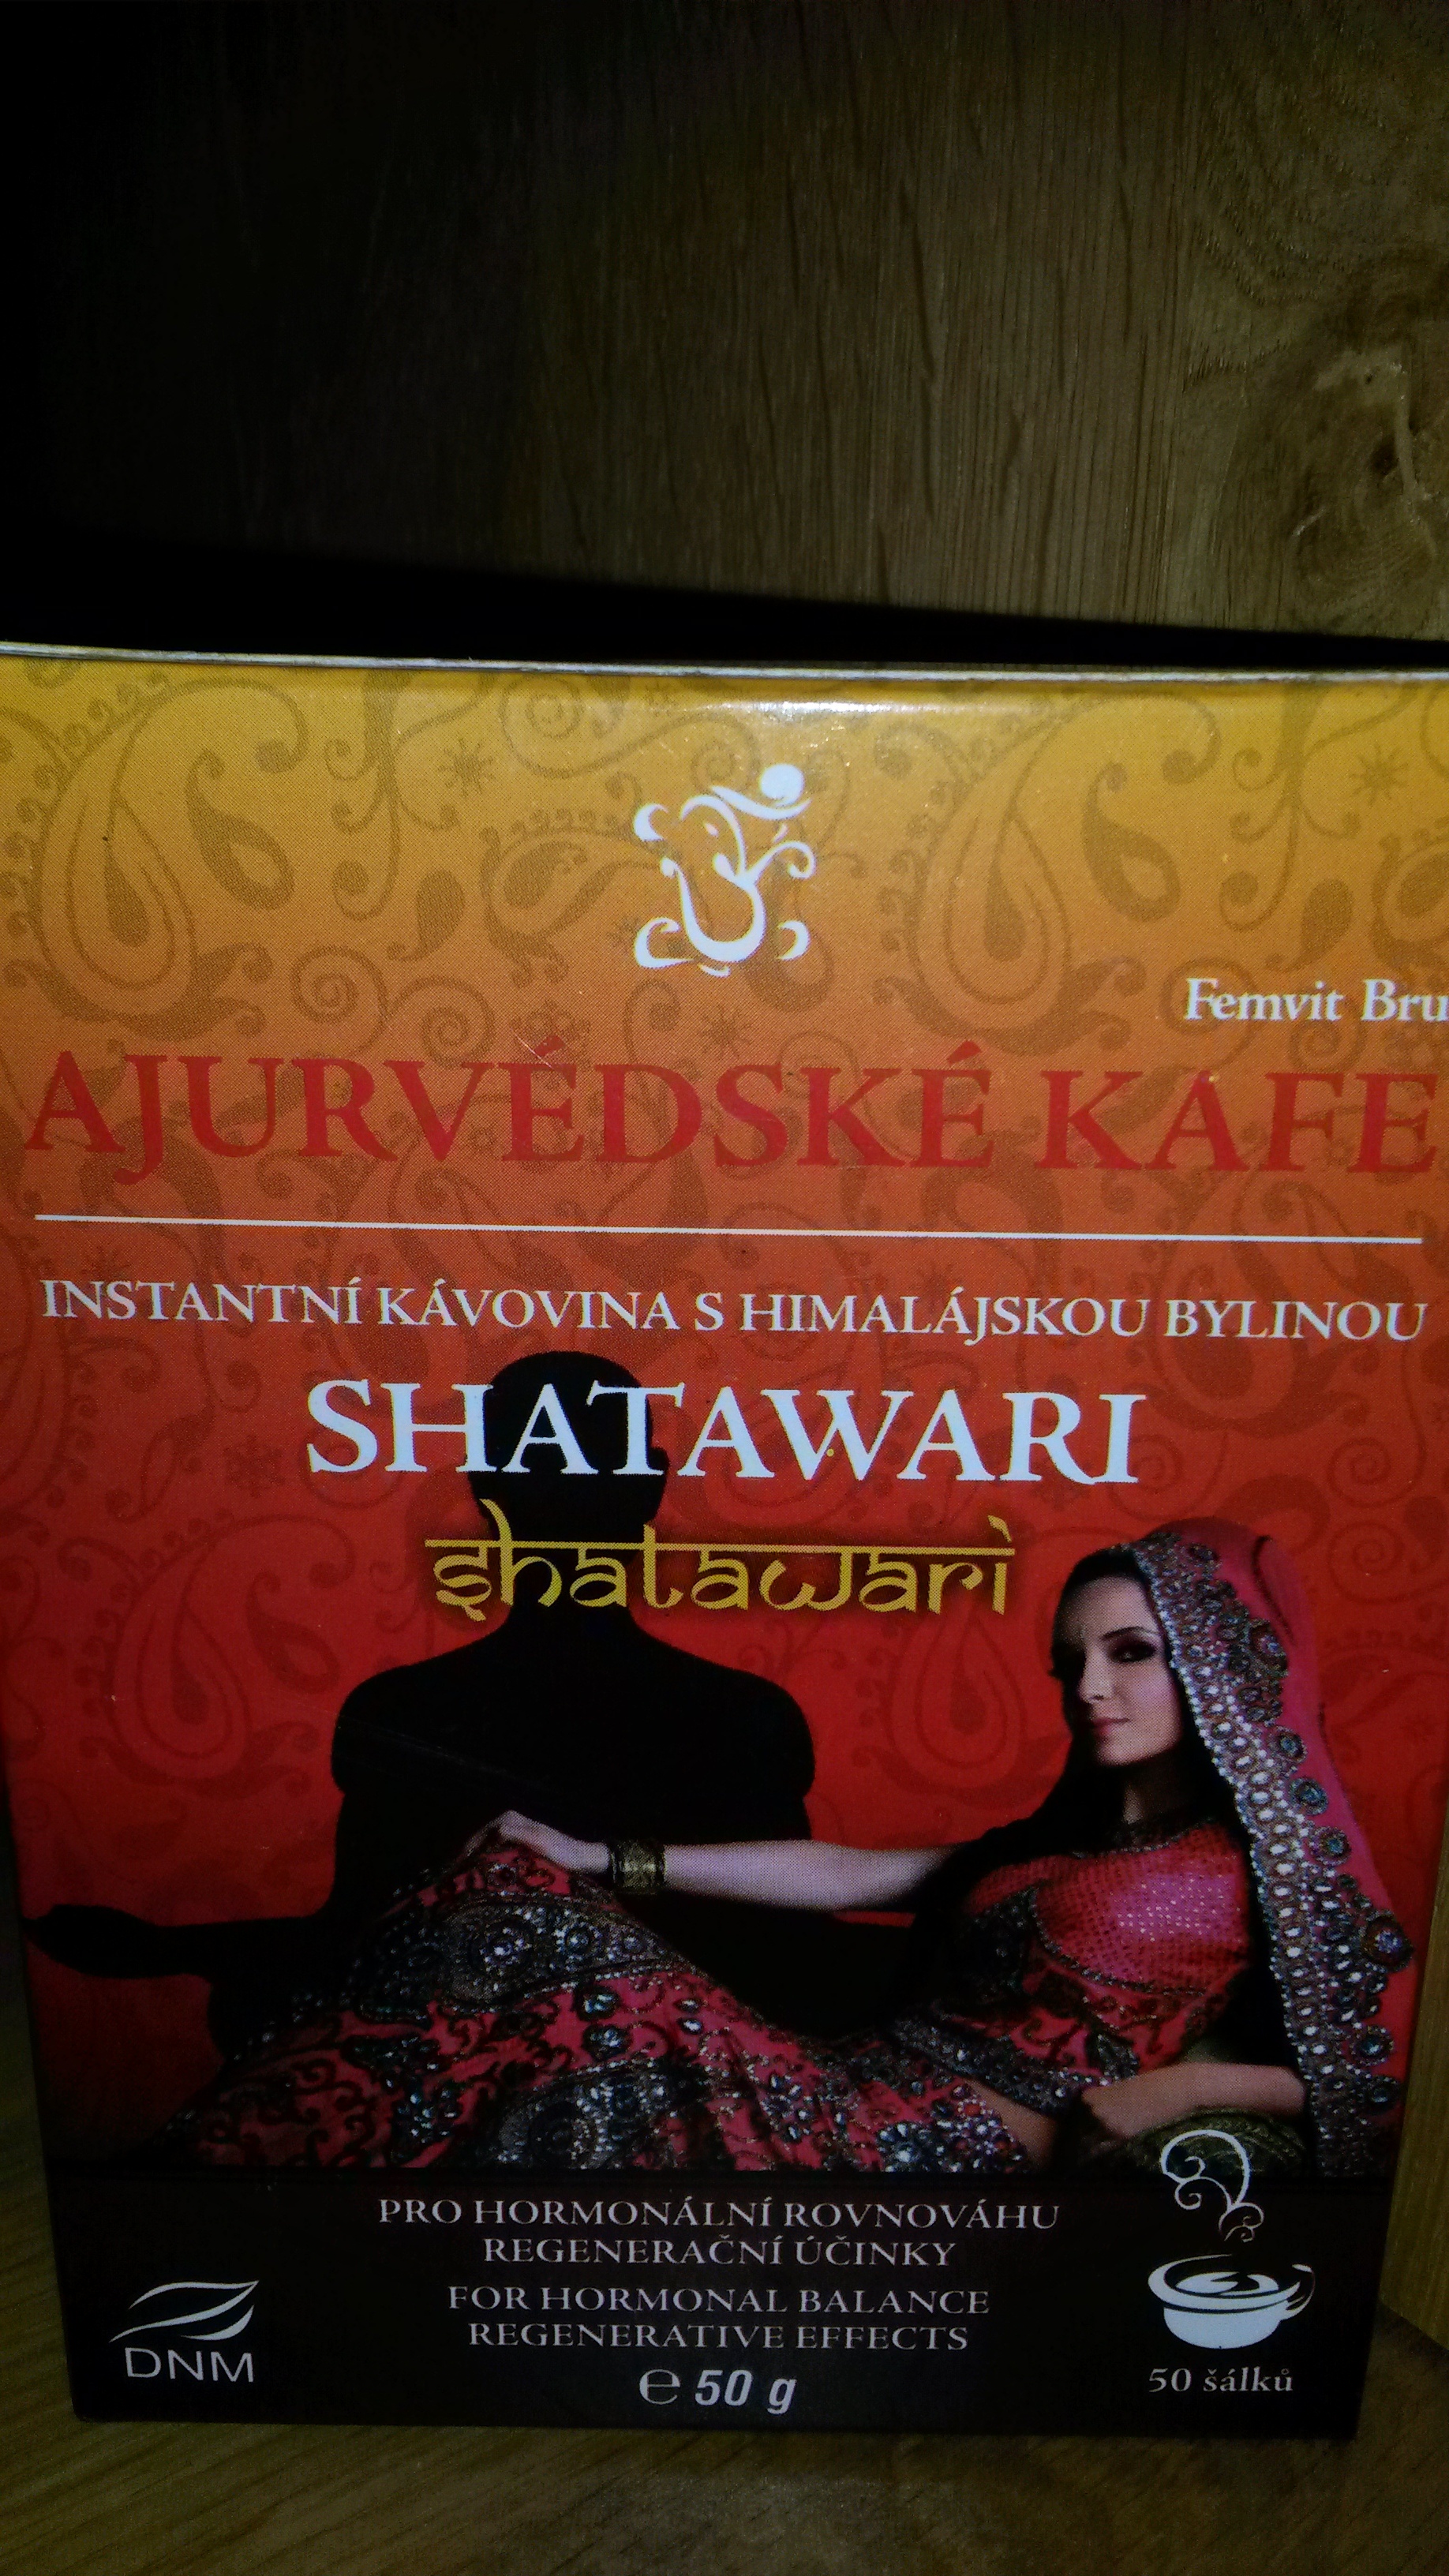 Femvit Bru
AJURVÉDSKÉ KAFE
INSTANTNÍ KÁVOVINA S HIMALÁJSKOU BYLINOU
SHATAWARI
shatawari
PRO HORMONÁLNÍ ROVNOVÁHU
REGENERAČNÍ ÚČINKY
FOR HORMONAL BALANCE
REGENERATIVE EFFECTS
DNM
℮ 50 g
50 šálků